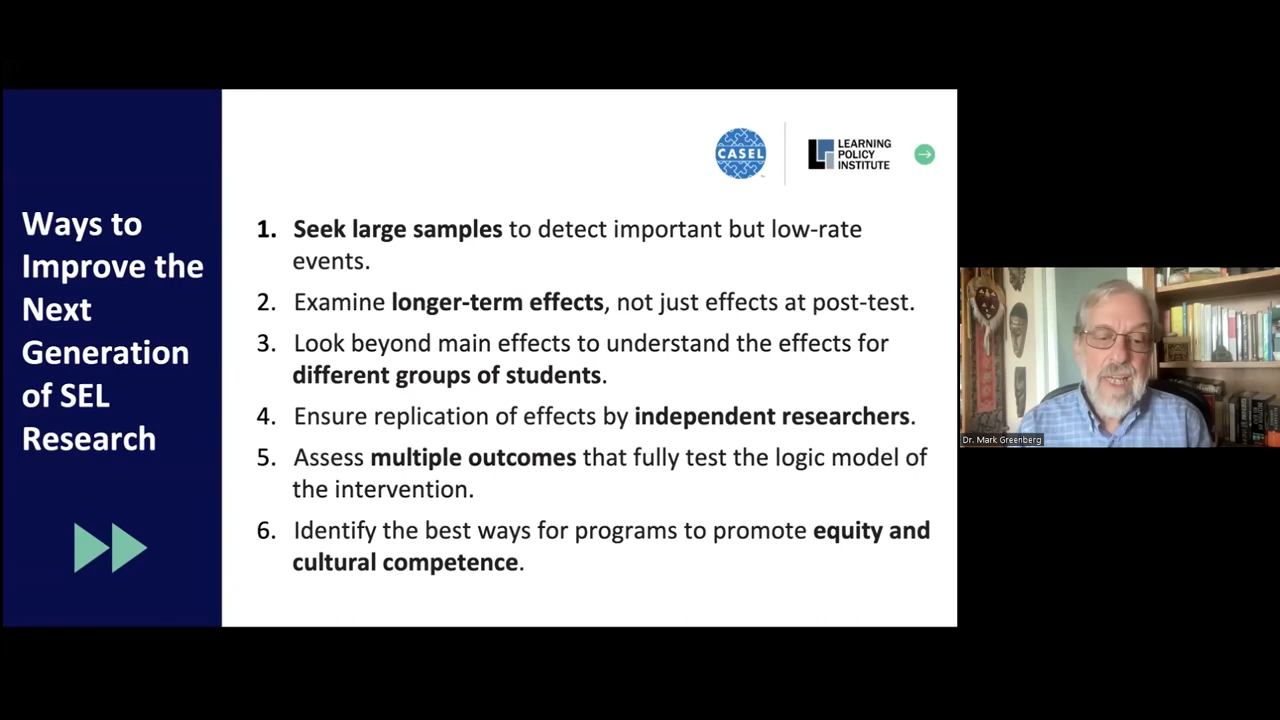 CASEL
LEARNING
POLICY
INSTITUTE
Ways to
Improve the
Next
Generation
of SEL
Research
1. Seek large samples to detect important but low-rate
events.
2. Examine longer-term effects, not just effects at post-test.
3. Look beyond main effects to understand the effects for
different groups of students.
4. Ensure replication of effects by independent researchers.
5. Assess multiple outcomes that fully test the logic model of
the intervention.
6. Identify the best ways for programs to promote equity and
cultural competence.
Dr. Mark Greenberg